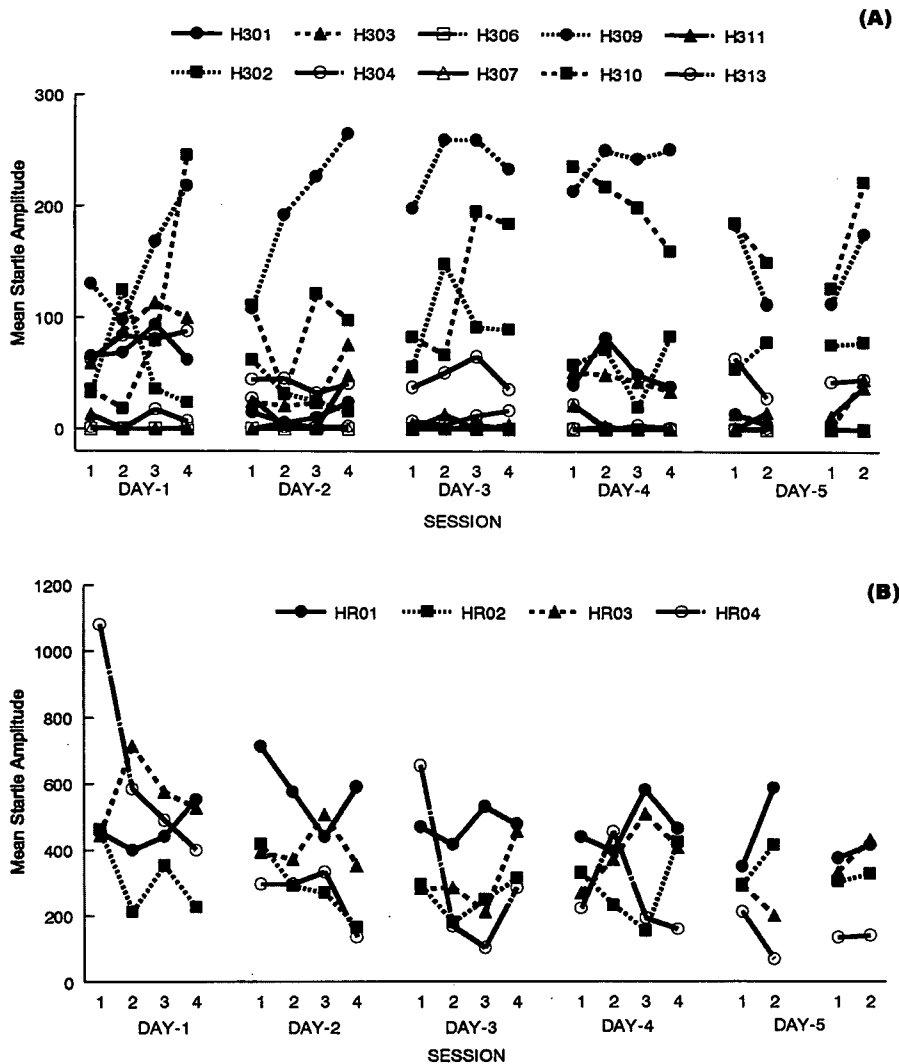 (A)
H301 H303 H306 H309 H311
H302 H304 H307 H310 H313
300
200
100
0
Mean Startle Amplitude
1 2 3 4 1 2 3 4 1 2 3 4 1 2 3 4 1 2 1 2
DAY-1 DAY-2 DAY-3 DAY-4 DAY-5
SESSION
(B)
HR01 HR02 HR03 HR04
1200
1000
800
600
400
200
0
Mean Startle Amplitude
1 2 3 4 1 2 3 4 1 2 3 4 1 2 3 4 1 2 1 2
DAY-1 DAY-2 DAY-3 DAY-4 DAY-5
SESSION